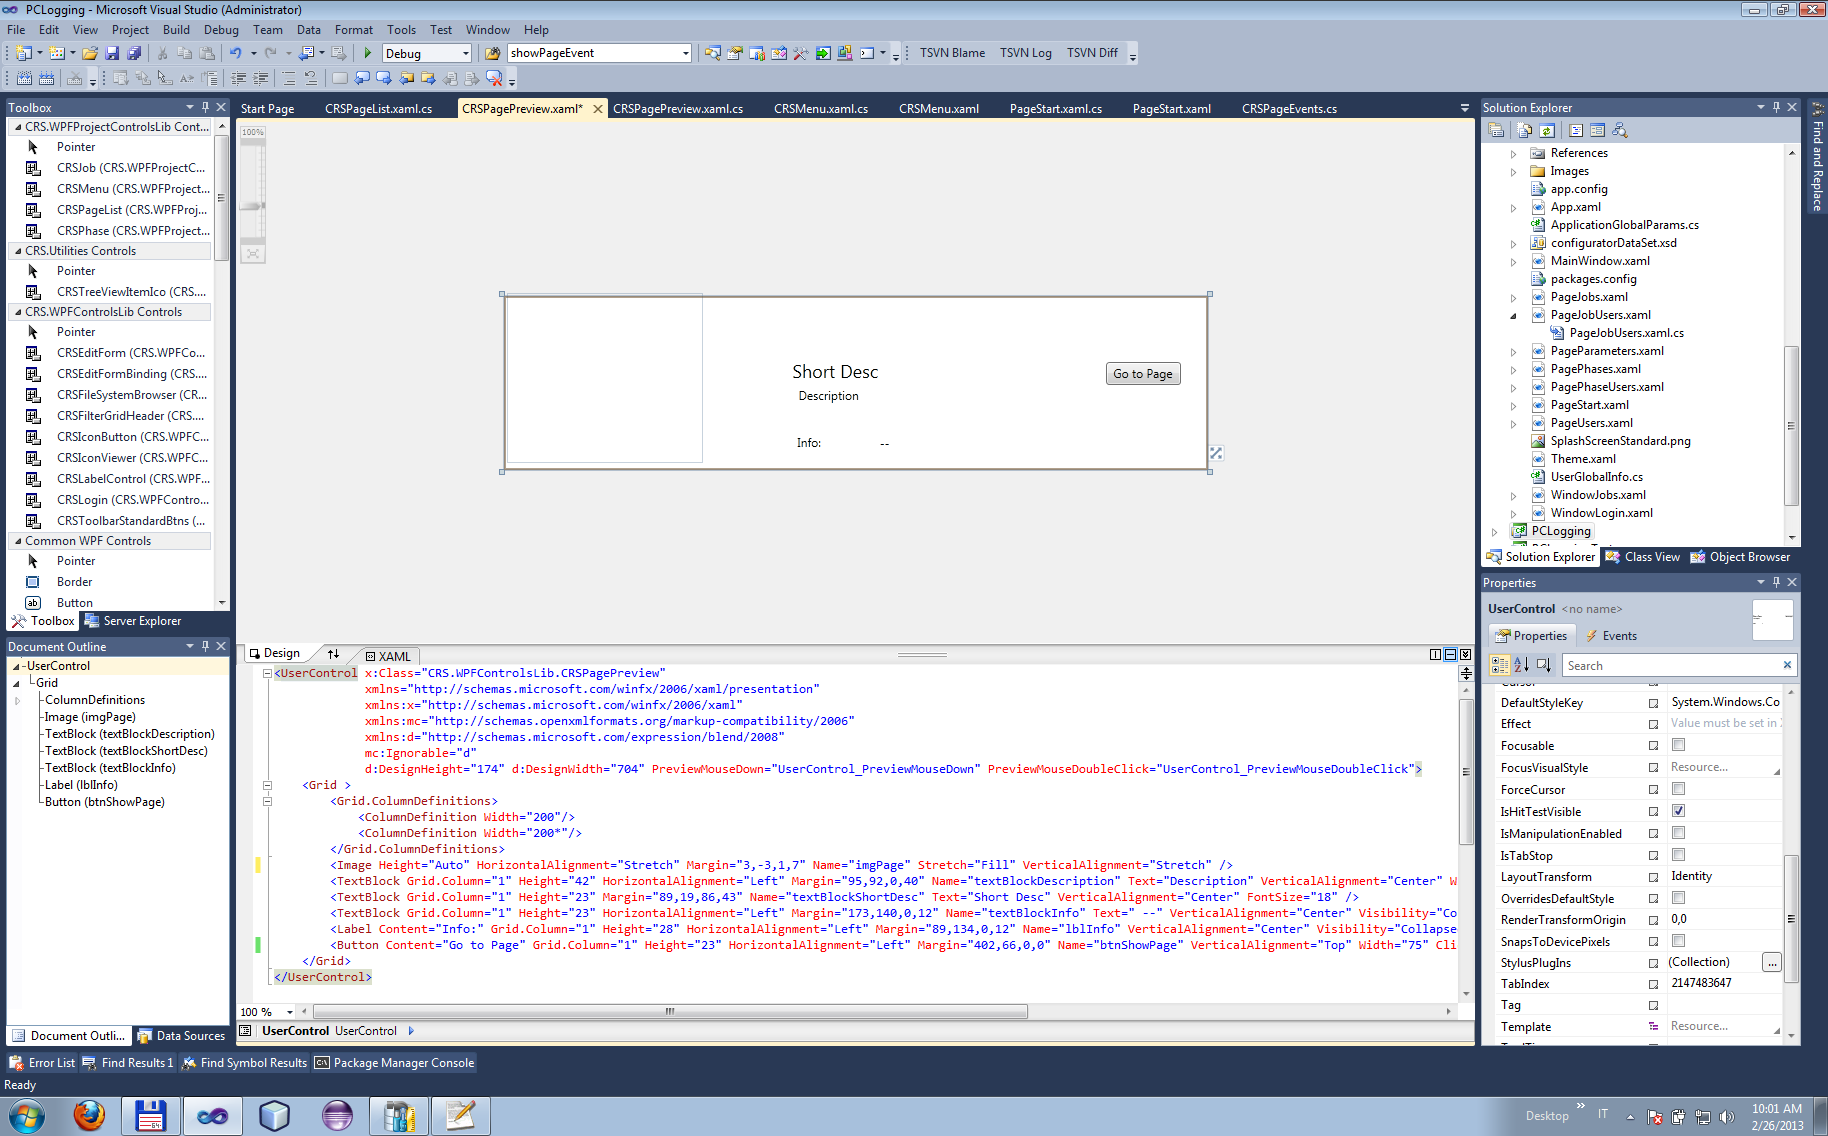 PCLogging - Microsoft Visual Studio (Administrator)
File Edit View Project Build Debug Team Data Format Tools Test Window Help
Debug showPageEvent TSVN Blame TSVN Log TSVN Diff
Toolbox
CRS.WPFProjectControlsLib Cont...
Pointer
CRSJob (CRS.WPFProjectC...
CRSMenu (CRS.WPFProject...
CRSPageList (CRS.WPFProj...
CRSPhase (CRS.WPFProject...
CRS.Utilities Controls
Pointer
CRSTreeViewItemIco (CRS....
CRS.WPFControlsLib Controls
Pointer
CRSEditForm (CRS.WPFCo...
CRSEditFormBinding (CRS....
CRSFileSystemBrowser (CR...
CRSFilterGridHeader (CRS....
CRSIconButton (CRS.WPFC...
CRSIconViewer (CRS.WPFC...
CRSLabelControl (CRS.WPF...
CRSLogin (CRS.WPFContro...
CRSToolbarStandardBtns (...
Common WPF Controls
Pointer
Border
Button
Toolbox Server Explorer
Document Outline
UserControl
Grid
ColumnDefinitions
Image (imgPage)
TextBlock (textBlockDescription)
TextBlock (textBlockShortDesc)
TextBlock (textBlockInfo)
Label (lblInfo)
Button (btnShowPage)
Document Outli... Data Sources
Start Page CRSPageList.xaml.cs CRSPagePreview.xaml* CRSPagePreview.xaml.cs CRSMenu.xaml.cs CRSMenu.xaml PageStart.xaml.cs PageStart.xaml CRSPageEvents.cs
100%
Short Desc
Description
Go to Page
Info: --
Design XAML
<UserControl x:Class="CRS.WPFControlsLib.CRSPagePreview"
xmlns="http://schemas.microsoft.com/winfx/2006/xaml/presentation"
xmlns:x="http://schemas.microsoft.com/winfx/2006/xaml"
xmlns:mc="http://schemas.openxmlformats.org/markup-compatibility/2006"
xmlns:d="http://schemas.microsoft.com/expression/blend/2008"
mc:Ignorable="d"
d:DesignHeight="174" d:DesignWidth="704" PreviewMouseDown="UserControl_PreviewMouseDown" PreviewMouseDoubleClick="UserControl_PreviewMouseDoubleClick">
<Grid >
<Grid.ColumnDefinitions>
<ColumnDefinition Width="200"/>
<ColumnDefinition Width="200*"/>
</Grid.ColumnDefinitions>
<Image Height="Auto" HorizontalAlignment="Stretch" Margin="3,-3,1,7" Name="imgPage" Stretch="Fill" VerticalAlignment="Stretch" />
<TextBlock Grid.Column="1" Height="42" HorizontalAlignment="Left" Margin="95,92,0,40" Name="textBlockDescription" Text="Description" VerticalAlignment="Center" W
<TextBlock Grid.Column="1" Height="23" Margin="89,19,86,43" Name="textBlockShortDesc" Text="Short Desc" VerticalAlignment="Center" FontSize="18" />
<TextBlock Grid.Column="1" Height="23" HorizontalAlignment="Left" Margin="173,140,0,12" Name="textBlockInfo" Text=" --" VerticalAlignment="Center" Visibility="Co
<Label Content="Info:" Grid.Column="1" Height="28" HorizontalAlignment="Left" Margin="89,134,0,12" Name="lblInfo" VerticalAlignment="Center" Visibility="Collapse
<Button Content="Go to Page" Grid.Column="1" Height="23" HorizontalAlignment="Left" Margin="402,66,0,0" Name="btnShowPage" VerticalAlignment="Top" Width="75" Cli
</Grid>
</UserControl>
100 %
UserControl UserControl
Solution Explorer
References
Images
app.config
App.xaml
ApplicationGlobalParams.cs
configuratorDataSet.xsd
MainWindow.xaml
packages.config
PageJobs.xaml
PageJobUsers.xaml
PageJobUsers.xaml.cs
PageParameters.xaml
PagePhases.xaml
PagePhaseUsers.xaml
PageStart.xaml
PageUsers.xaml
SplashScreenStandard.png
Theme.xaml
UserGlobalInfo.cs
WindowJobs.xaml
WindowLogin.xaml
PCLogging
Solution Explorer Class View Object Browser
Find and Replace
Properties
UserControl <no name>
Properties Events
Search
DefaultStyleKey System.Windows.Co
Effect Value must be set in
Focusable
FocusVisualStyle Resource...
ForceCursor
IsHitTestVisible
IsManipulationEnabled
IsTabStop
LayoutTransform Identity
OverridesDefaultStyle
RenderTransformOrigin 0,0
SnapsToDevicePixels
StylusPlugIns (Collection) ...
TabIndex 2147483647
Tag
Template Resource...
Error List Find Results 1 Find Symbol Results Package Manager Console
Ready
Desktop » IT 10:01 AM
2/26/2013